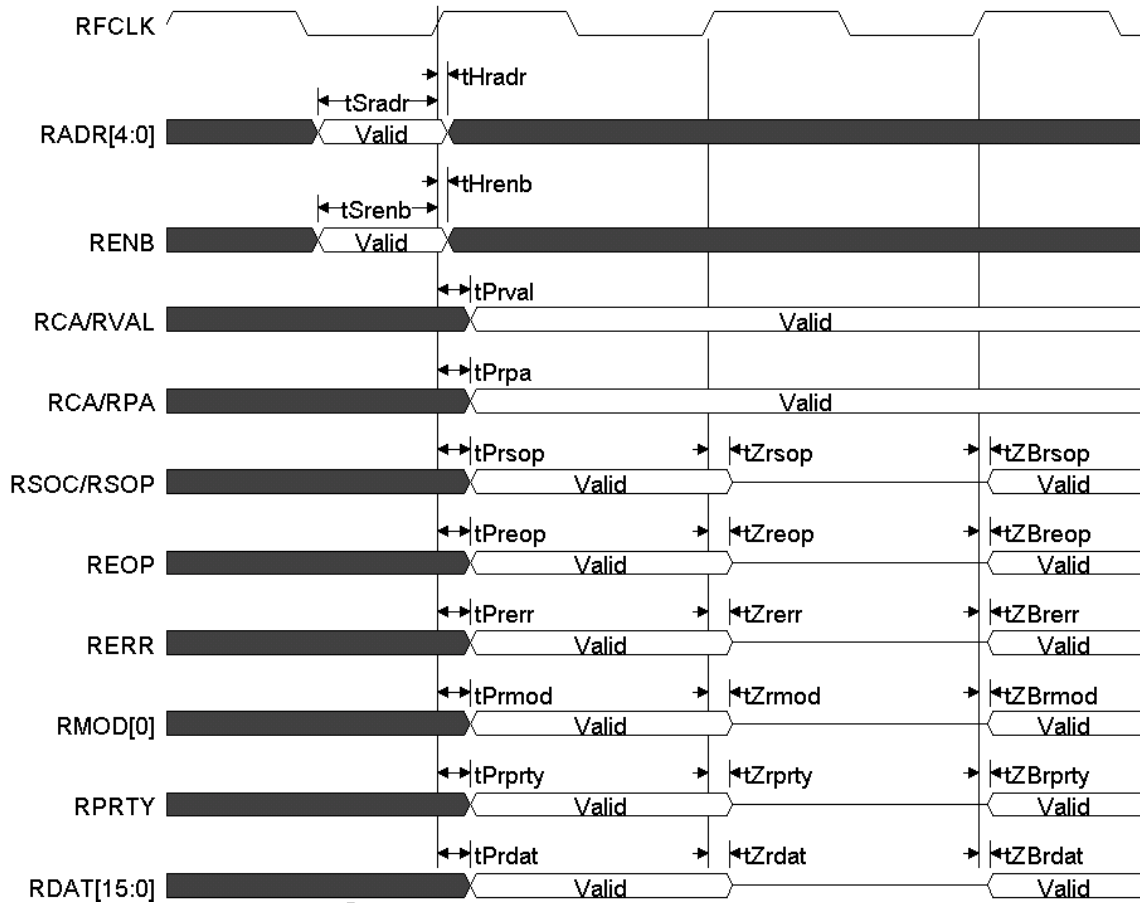 RFCLK
tHradr
tSradr
RADR[4:0] Valid
tHrenb
tSrenb
RENB Valid
tPrval
RCA/RVAL Valid
tPrpa
RCA/RPA Valid
tPrsop tZrsop tZBrsop
RSOC/RSOP Valid Valid
tPreop tZreop tZBreop
REOP Valid Valid
tPrerr tZrerr tZBrerr
RERR Valid Valid
tPrmod tZrmod tZBrmod
RMOD[0] Valid Valid
tPrprty tZrprty tZBrprty
RPRTY Valid Valid
tPrdat tZrdat tZBrdat
RDAT[15:0] Valid Valid